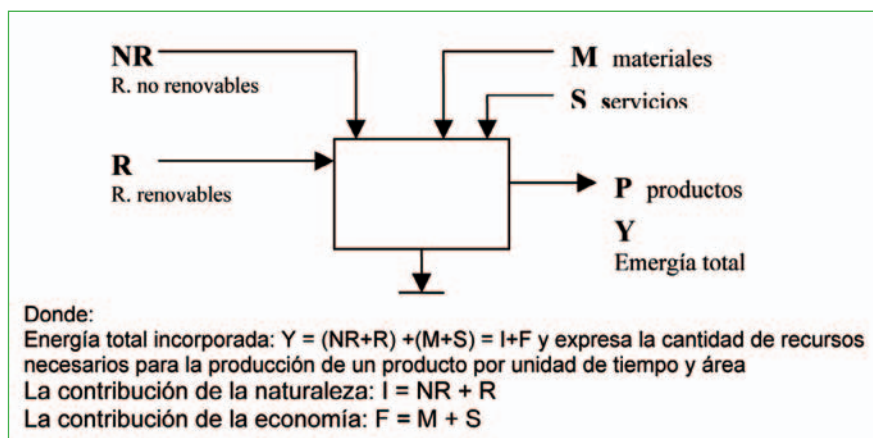 NR
R. no renovables
R
R. renovables
M materiales
S servicios
P productos
Y
Emergía total
Donde:
Energía total incorporada: Y = (NR+R) +(M+S) = I+F y expresa la cantidad de recursos
necesarios para la producción de un producto por unidad de tiempo y área
La contribución de la naturaleza: I = NR + R
La contribución de la economía: F = M + S